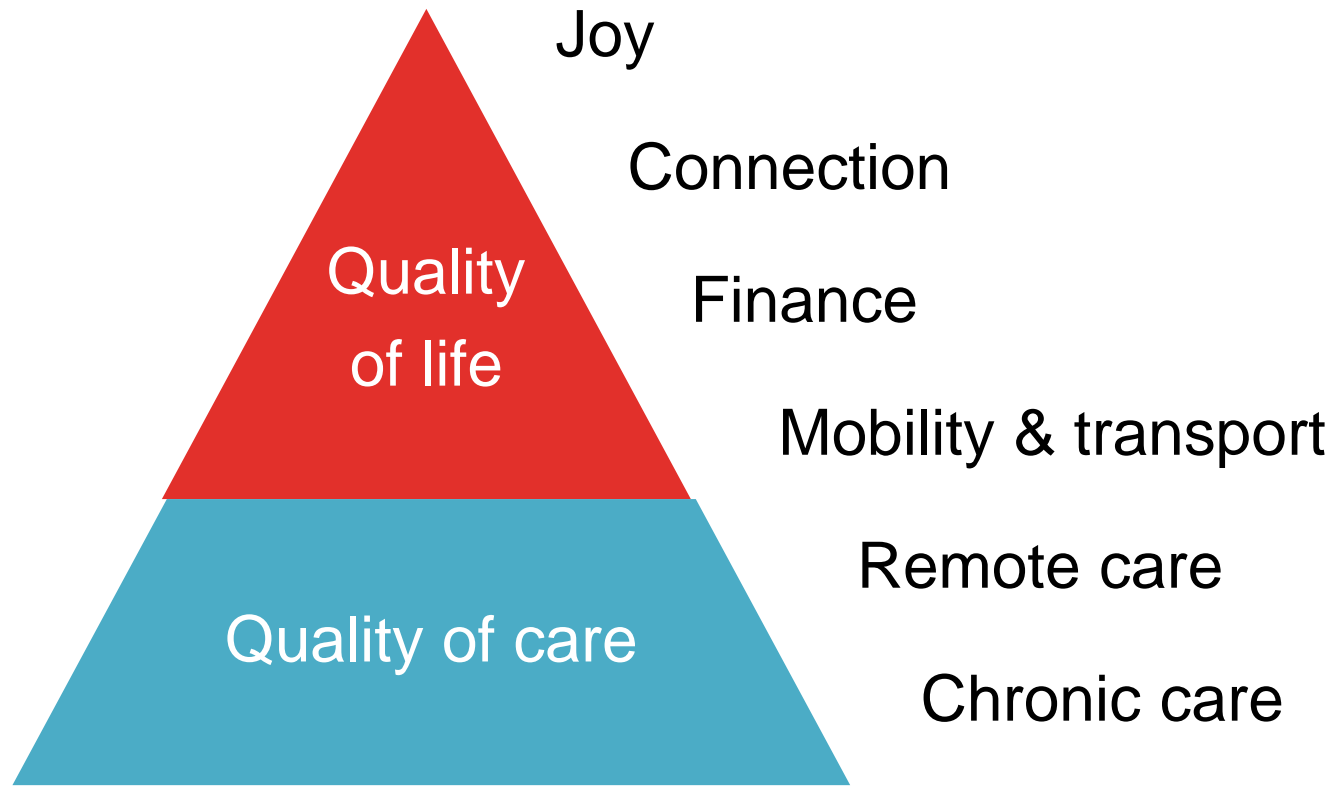 Joy
Connection
Quality
of life
Finance
Mobility & transport
Remote care
Quality of care
Chronic care